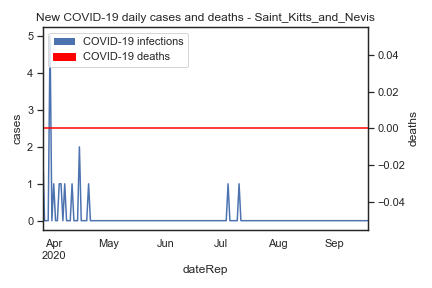 New COVID-19 daily cases and deaths - Saint_Kitts_and_Nevis
COVID-19 infections
COVID-19 deaths
5
4
3
2
1
0
cases
0.04
0.02
0.00
−0.02
−0.04
deaths
Apr May Jun Jul Aug Sep
2020
dateRep